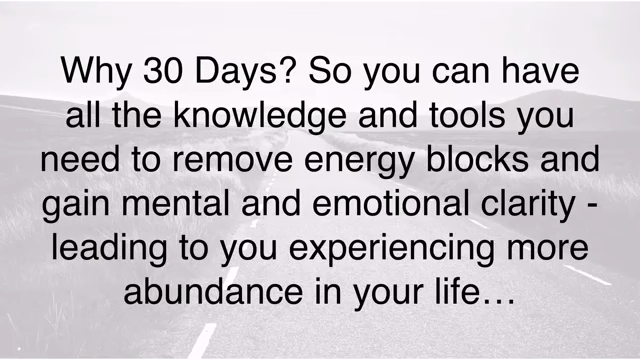 Why 30 Days? So you can have
all the knowledge and tools you
need to remove energy blocks and
gain mental and emotional clarity -
leading to you experiencing more
abundance in your life…